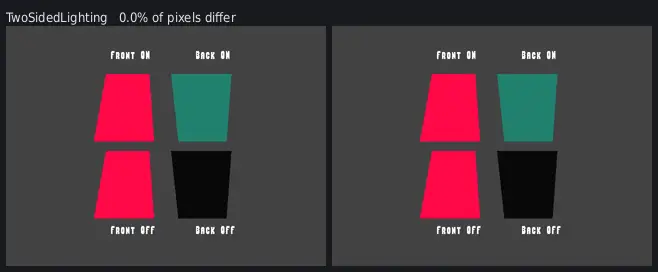 TwoSidedLighting 0.0% of pixels differ
Front ON Back ON Front ON Back ON
Front Off Back Off Front Off Back Off